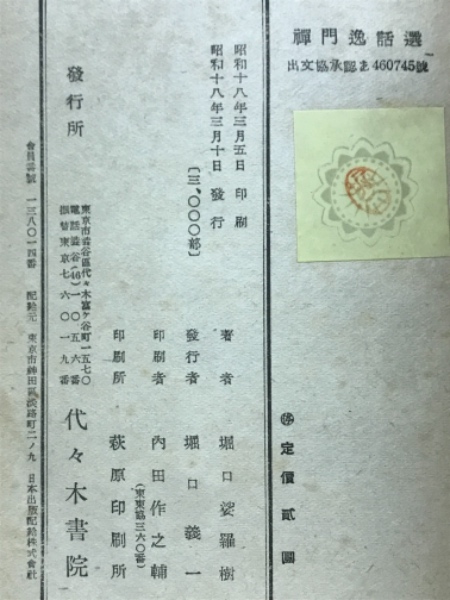 禪門逸話選
出文協承認あ460745號
㊕定價貳圓
昭和十八年三月五日印刷
昭和十八年三月十日發行
〔三、〇〇〇部〕
著者 堀口娑羅樹
發行者 堀口義一
印刷者 內田作之輔
（東東協三六〇番）
印刷所 萩原印刷所
發行所
東京市澁谷區代々木富ヶ谷町一五七〇
電話澁谷(46)一〇五六番
振替東京七六〇一九番
代々木書院
會員番號 一三八〇一四番 配給元 東京市神田區淡路町二ノ九 日本出版配給株式會社